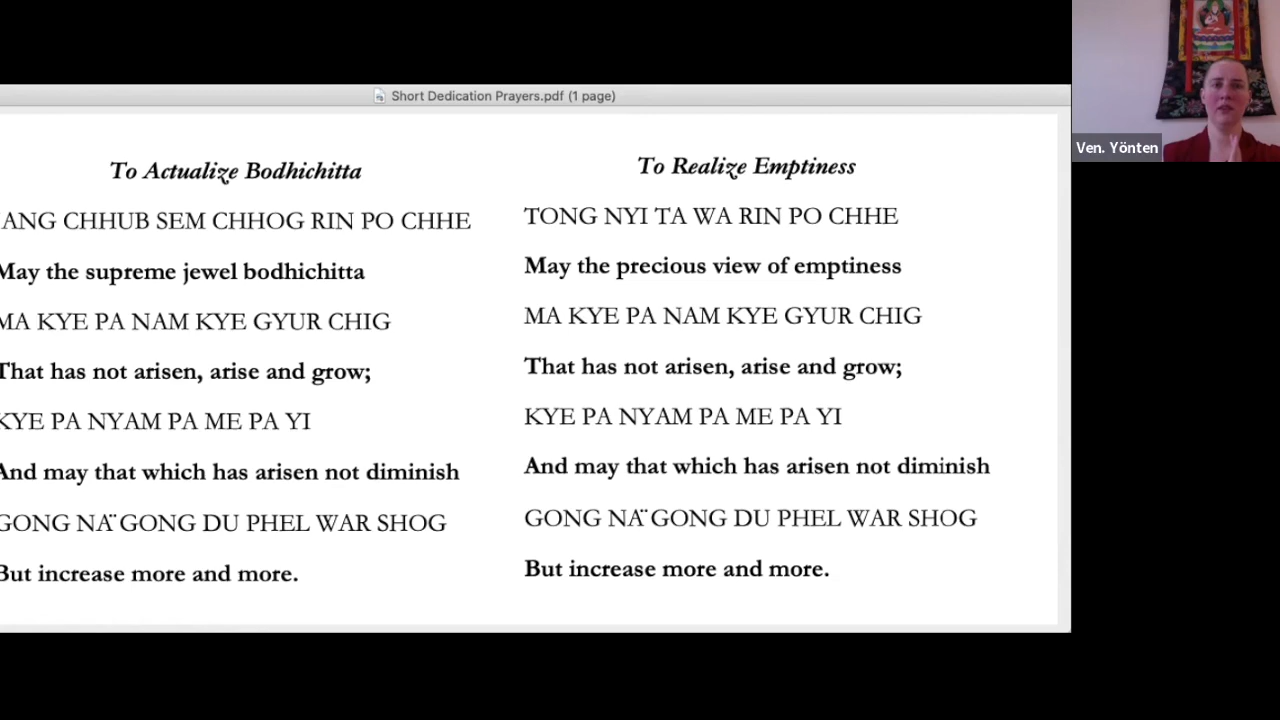 Short Dedication Prayers.pdf (1 page)
To Actualize Bodhichitta
ANG CHHUB SEM CHHOG RIN PO CHHE
May the supreme jewel bodhichitta
MA KYE PA NAM KYE GYUR CHIG
That has not arisen, arise and grow;
KYE PA NYAM PA ME PA YI
And may that which has arisen not diminish
GONG NA¨ GONG DU PHEL WAR SHOG
But increase more and more.
To Realize Emptiness
TONG NYI TA WA RIN PO CHHE
May the precious view of emptiness
MA KYE PA NAM KYE GYUR CHIG
That has not arisen, arise and grow;
KYE PA NYAM PA ME PA YI
And may that which has arisen not diminish
GONG NA¨ GONG DU PHEL WAR SHOG
But increase more and more.
Ven. Yönten